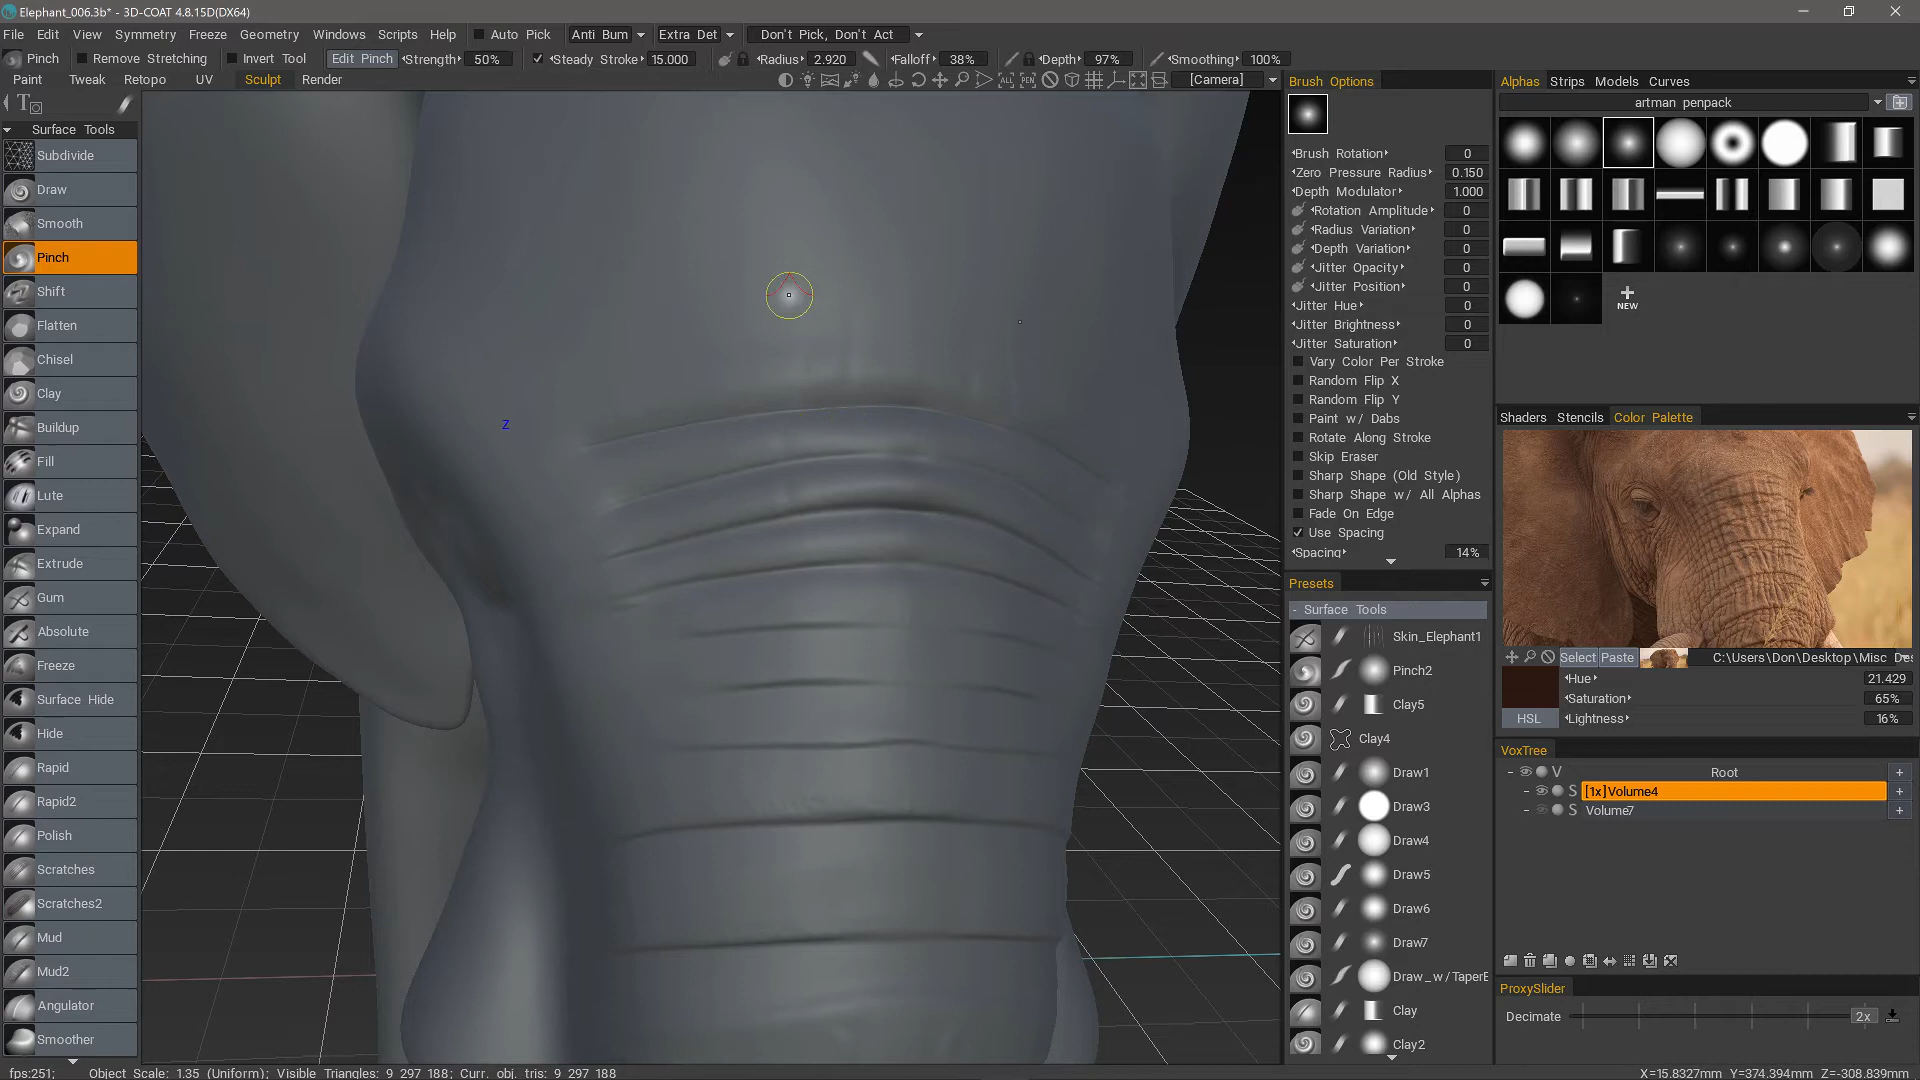 Elephant_006.3b* - 3D-COAT 4.8.15D(DX64)
File Edit View Symmetry Freeze Geometry Windows Scripts Help Auto Pick Anti Bum Extra Det Don't Pick, Don't Act
Pinch Remove Stretching Invert Tool Edit Pinch Strength 50% Steady Stroke 15.000 Radius 2.920 Falloff 38% Depth 97% Smoothing 100%
Paint Tweak Retopo UV Sculpt Render [Camera]
Surface Tools
Subdivide
Draw
Smooth
Pinch
Shift
Flatten
Chisel
Clay
Buildup
Fill
Lute
Expand
Extrude
Gum
Absolute
Freeze
Surface Hide
Hide
Rapid
Rapid2
Polish
Scratches
Scratches2
Mud
Mud2
Angulator
Smoother
Z
Brush Options
Brush Rotation 0
Zero Pressure Radius 0.150
Depth Modulator 1.000
Rotation Amplitude 0
Radius Variation 0
Depth Variation 0
Jitter Opacity 0
Jitter Position 0
Jitter Hue 0
Jitter Brightness 0
Jitter Saturation 0
Vary Color Per Stroke
Random Flip X
Random Flip Y
Paint w/ Dabs
Rotate Along Stroke
Skip Eraser
Sharp Shape (Old Style)
Sharp Shape w/ All Alphas
Fade On Edge
Use Spacing
Spacing 14%
Presets
- Surface Tools
Skin_Elephant1
Pinch2
Clay5
Clay4
Draw1
Draw3
Draw4
Draw5
Draw6
Draw7
Draw_w/TaperE
Clay
Clay2
Alphas Strips Models Curves
artman penpack
NEW
Shaders Stencils Color Palette
Select Paste C:\Users\Don\Desktop\Misc Des
Hue 21.429
Saturation 65%
HSL Lightness 16%
VoxTree
V Root +
S [1x]Volume4 +
S Volume7 +
ProxySlider
Decimate 2x
fps:251; Object Scale: 1.35 (Uniform); Visible Triangles: 9 297 188; Curr. obj. tris: 9 297 188 X=15.8327mm Y=374.394mm Z=-308.839mm